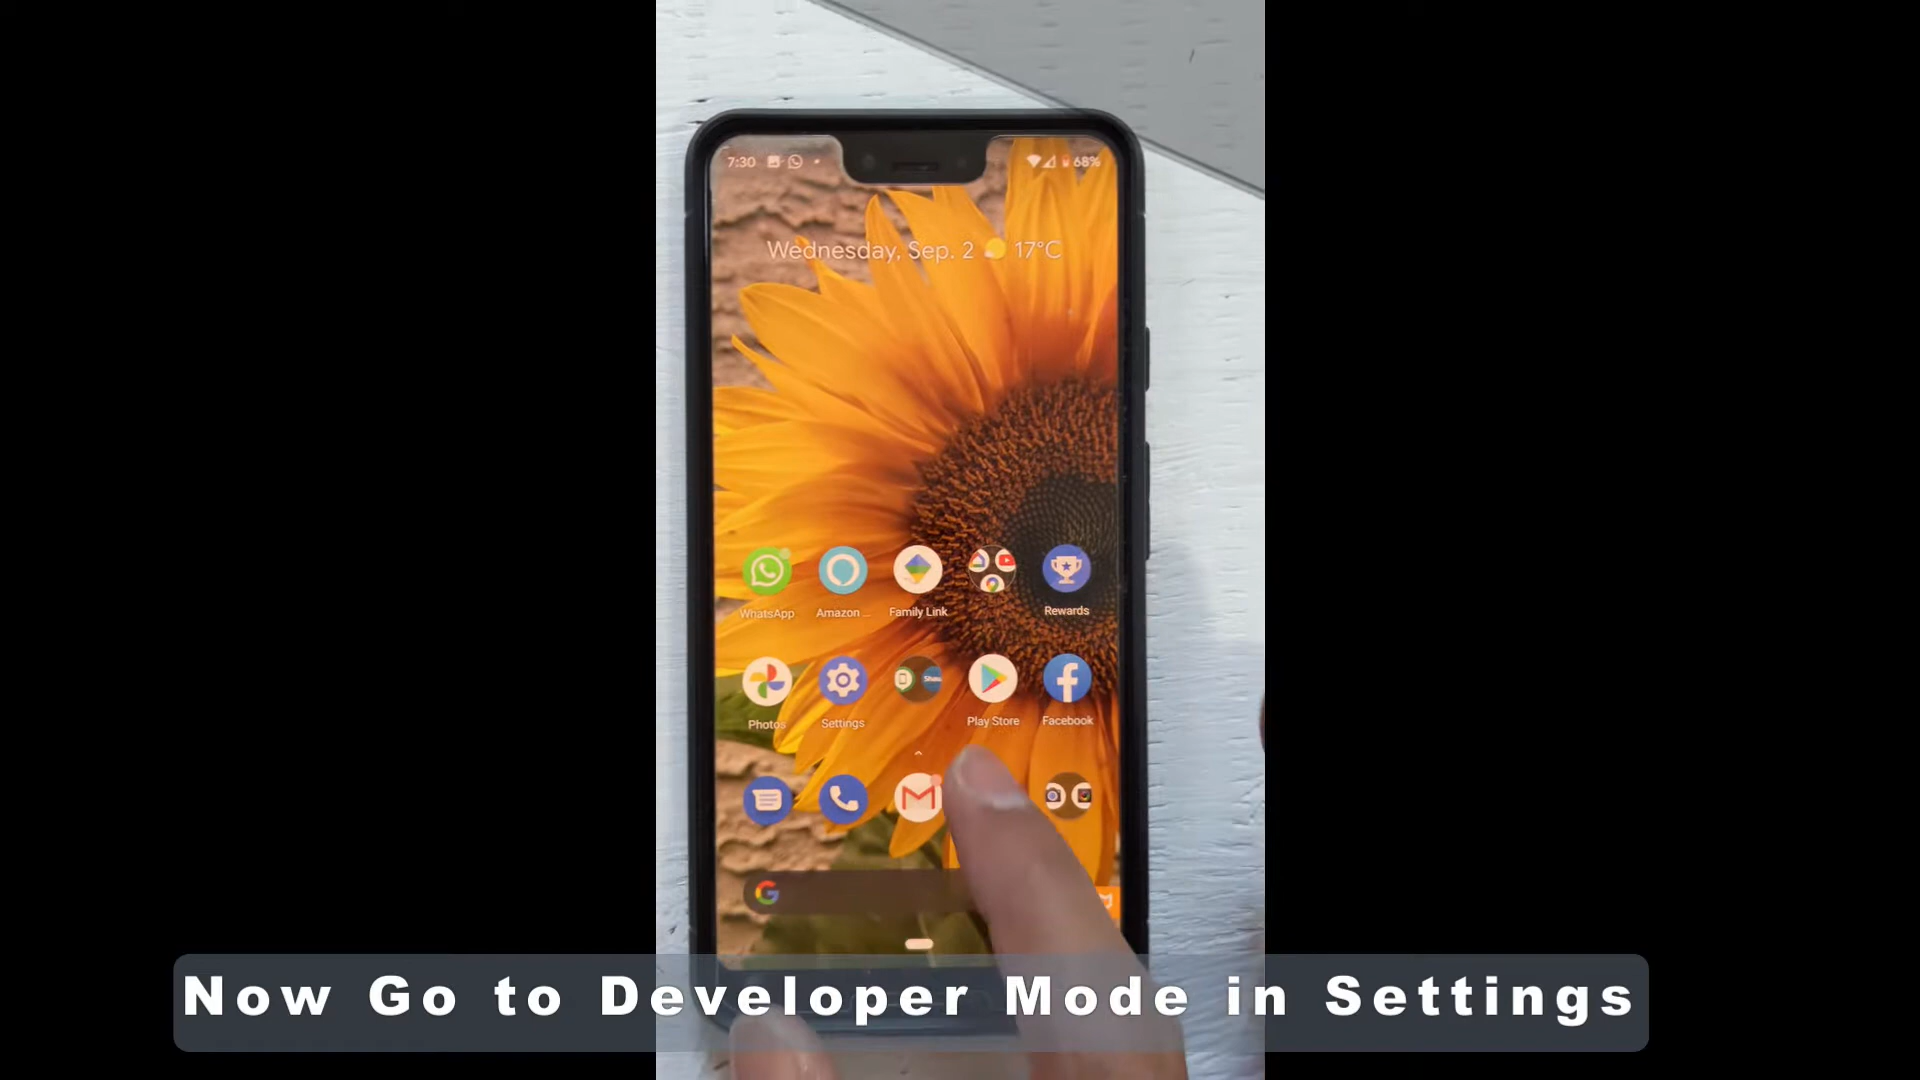 7:30 68%
Wednesday, Sep. 2 17°C
WhatsApp Amazon ... Family Link Rewards
Shaw
Photos Settings Play Store Facebook
Now Go to Developer Mode in Settings